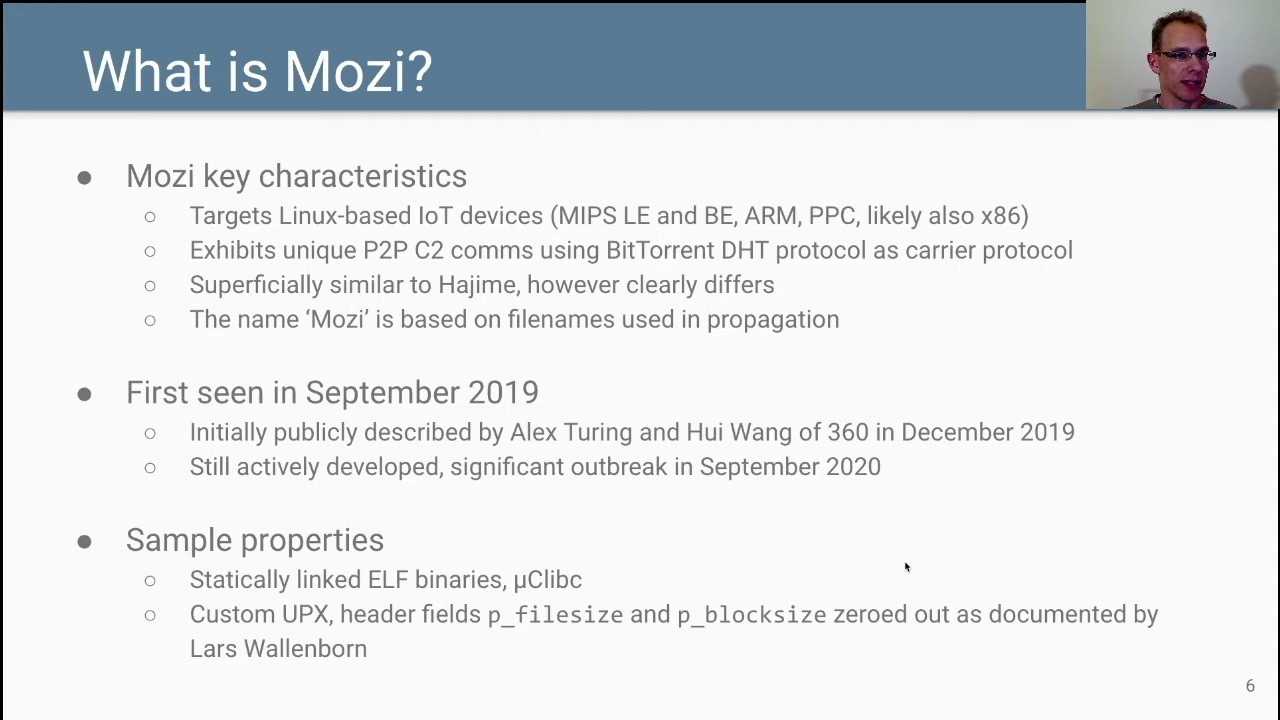 What is Mozi?
● Mozi key characteristics
○ Targets Linux-based IoT devices (MIPS LE and BE, ARM, PPC, likely also x86)
○ Exhibits unique P2P C2 comms using BitTorrent DHT protocol as carrier protocol
○ Superficially similar to Hajime, however clearly differs
○ The name ‘Mozi’ is based on filenames used in propagation
● First seen in September 2019
○ Initially publicly described by Alex Turing and Hui Wang of 360 in December 2019
○ Still actively developed, significant outbreak in September 2020
● Sample properties
○ Statically linked ELF binaries, µClibc
○ Custom UPX, header fields p_filesize and p_blocksize zeroed out as documented by
Lars Wallenborn
6